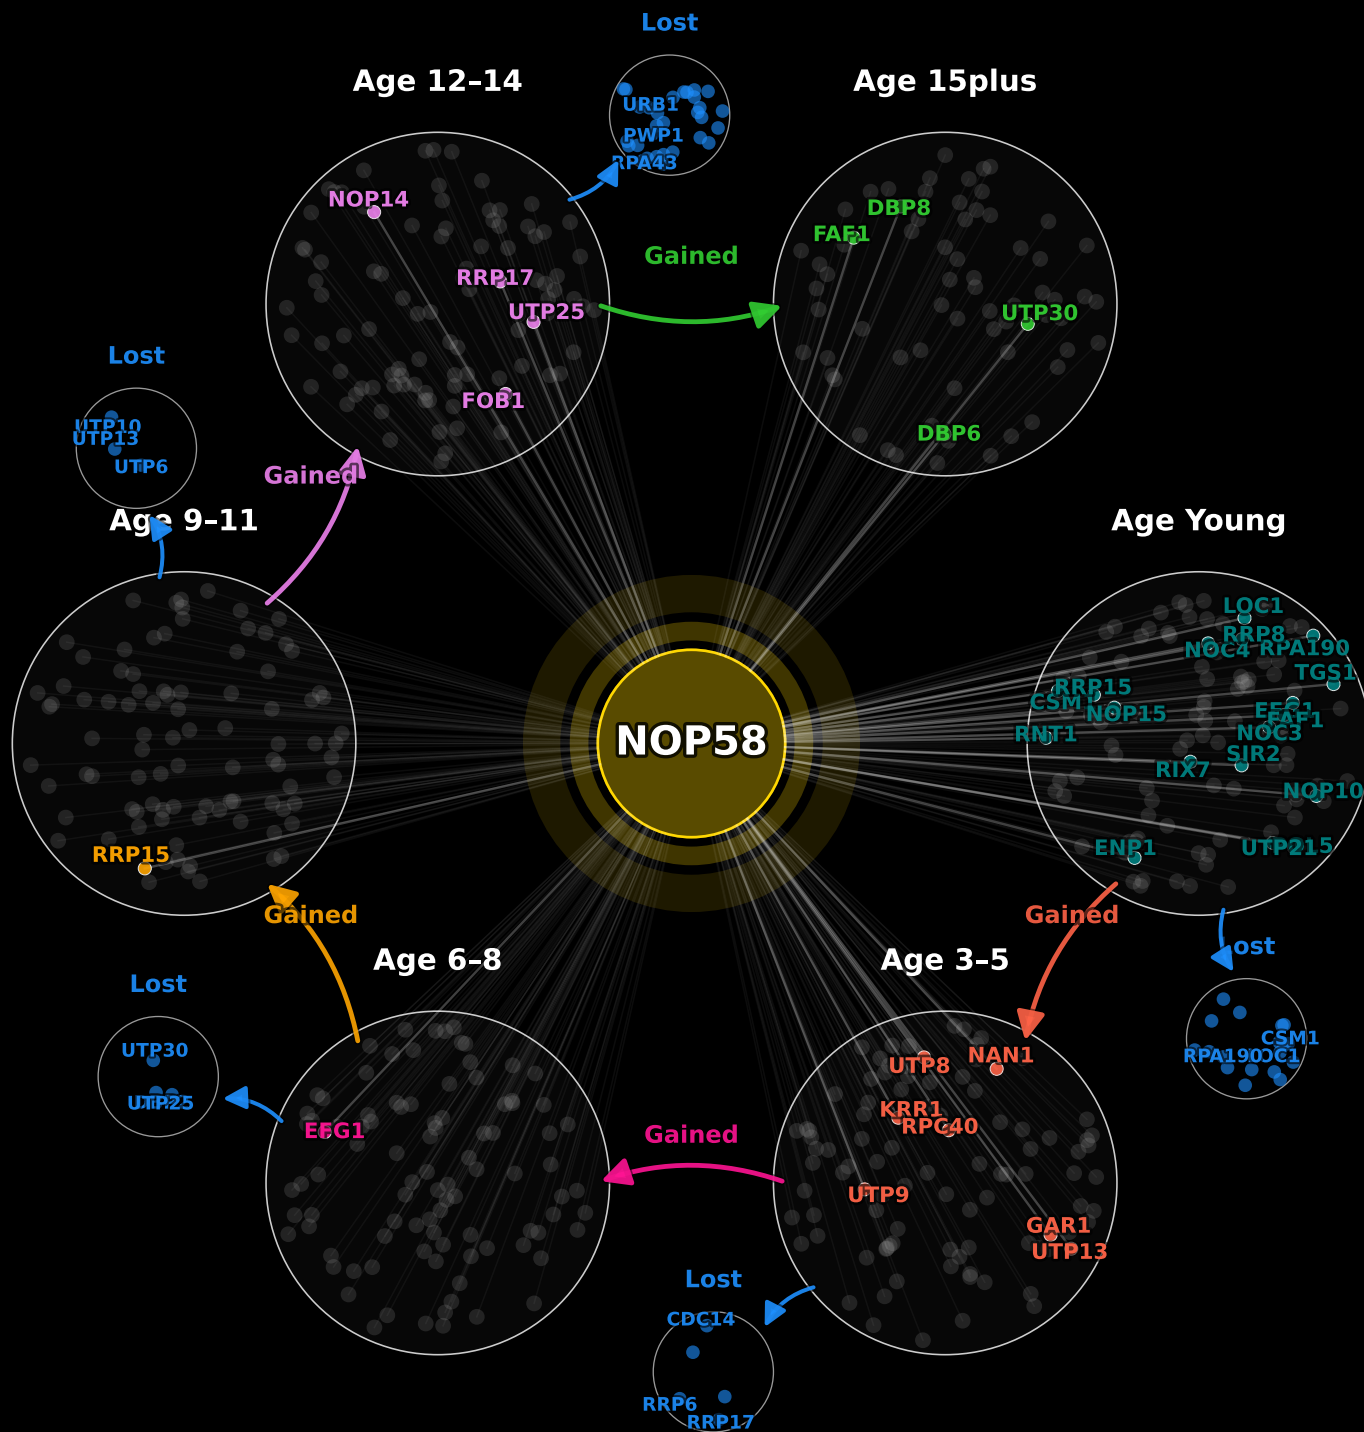 Lost
URB1
PWP1
RPA43
Age 12–14
NOP14
RRP17
UTP25
FOB1
Gained
Age 15plus
DBP8
FAF1
UTP30
DBP6
Lost
UTP10
UTP13
UTP6
Gained
Age 9–11
RRP15
NOP58
Age Young
LOC1
RRP8
NOC4
RPA190
TGS1
RRP15
CSM1
NOP15
RNT1
EFG1
FAF1
NOC3
SIR2
RIX7
NOP10
ENP1
Gained
Gained
ost
CSM1
RPA190
Lost
UTP30
UTP25
Age 6–8
EFG1
Gained
Age 3–5
UTP8
NAN1
KRR1
RPC40
UTP9
GAR1
UTP13
Lost
CDC14
RRP6
RRP17